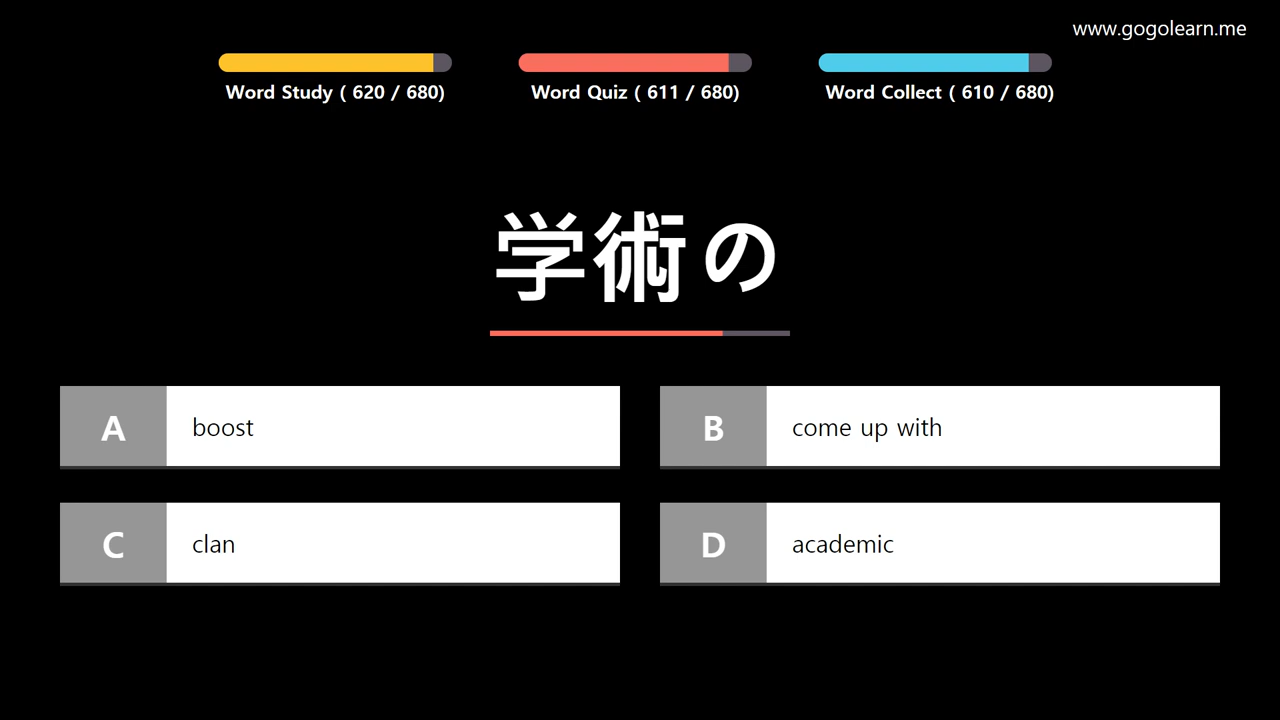 www.gogolearn.me
Word Study ( 620 / 680)
Word Quiz ( 611 / 680)
Word Collect ( 610 / 680)
学術の
A boost
B come up with
C clan
D academic